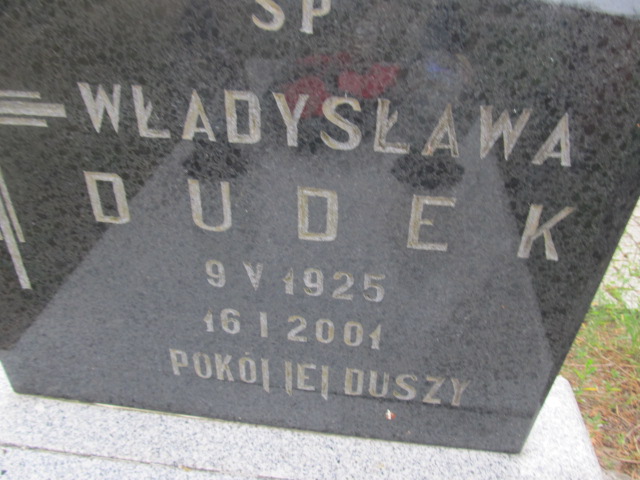 SP
WŁADYSŁAWA
DUDEK
9 V 1925
16 I 2001
POKÓJ JEJ DUSZY